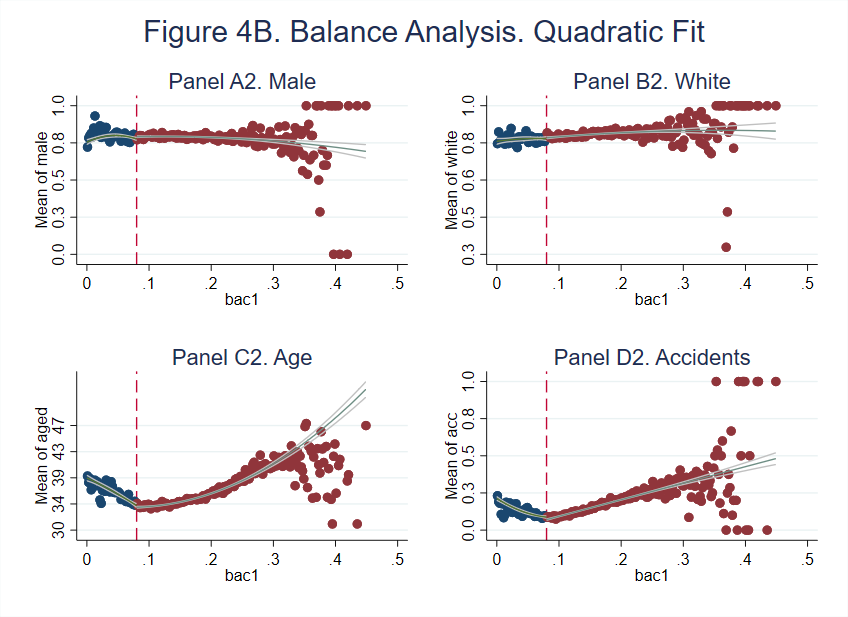 Figure 4B. Balance Analysis. Quadratic Fit
Panel A2. Male
Mean of male
1.0
0.8
0.5
0.3
0.0
0 .1 .2 .3 .4 .5
bac1
Panel B2. White
Mean of white
1.0
0.8
0.6
0.5
0.3
0 .1 .2 .3 .4 .5
bac1
Panel C2. Age
Mean of aged
47
43
39
34
30
0 .1 .2 .3 .4 .5
bac1
Panel D2. Accidents
Mean of acc
1.0
0.8
0.5
0.3
0.0
0 .1 .2 .3 .4 .5
bac1